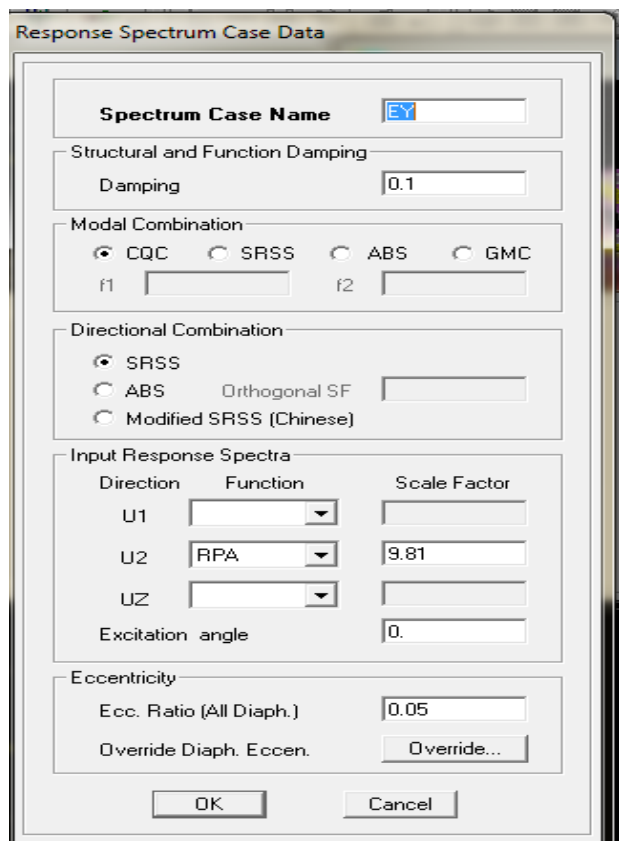 Response Spectrum Case Data
Spectrum Case Name EY
Structural and Function Damping
Damping 0.1
Modal Combination
CQC SRSS ABS GMC
f1 f2
Directional Combination
SRSS
ABS Orthogonal SF
Modified SRSS (Chinese)
Input Response Spectra
Direction Function Scale Factor
U1
U2 RPA 9.81
UZ
Excitation angle 0.
Eccentricity
Ecc. Ratio (All Diaph.) 0.05
Override Diaph. Eccen. Override...
OK Cancel